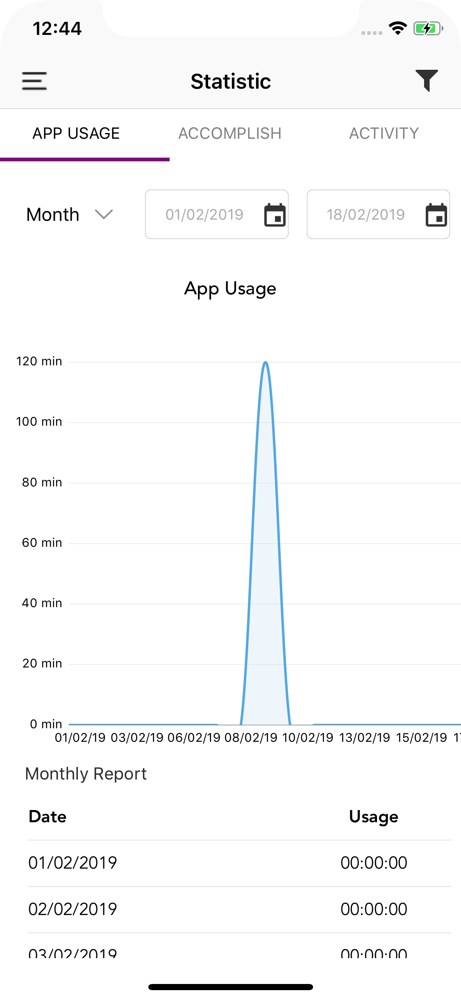 12:44
Statistic
APP USAGE ACCOMPLISH ACTIVITY
Month 01/02/2019 18/02/2019
App Usage
120 min
100 min
80 min
60 min
40 min
20 min
0 min
01/02/19 03/02/19 06/02/19 08/02/19 10/02/19 13/02/19 15/02/19
Monthly Report
Date Usage
01/02/2019 00:00:00
02/02/2019 00:00:00
03/02/2019 00:00:00